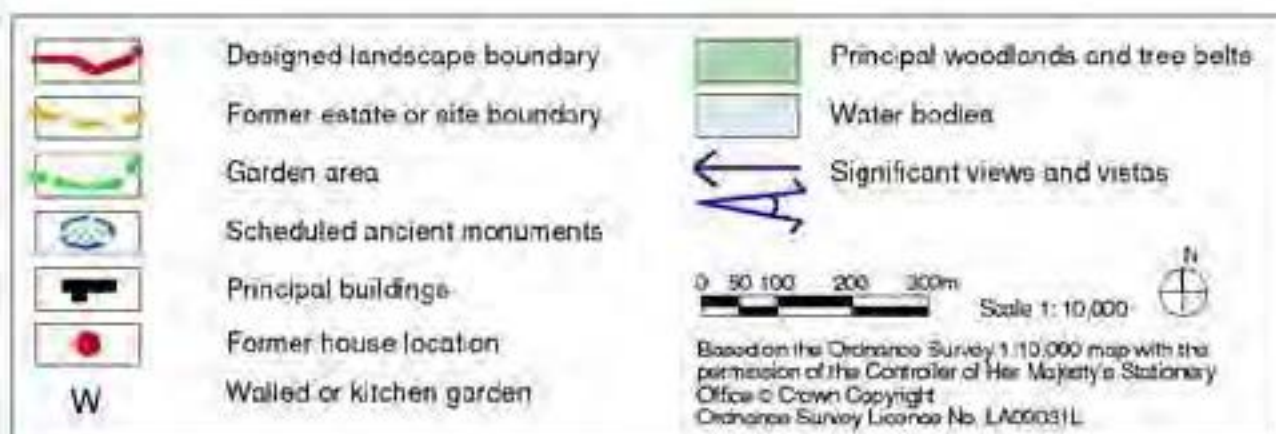 Designed landscape boundary
Former estate or site boundary
Garden area
Scheduled ancient monuments
Principal buildings
Former house location
W Walled or kitchen garden
Principal woodlands and tree belts
Water bodies
Significant views and vistas
0 50 100 200 300m
Scale 1: 10,000
N
Based on the Ordnance Survey 1:10,000 map with the
permission of the Controller of Her Majesty's Stationary
Office © Crown Copyright
Ordnance Survey Licence No.